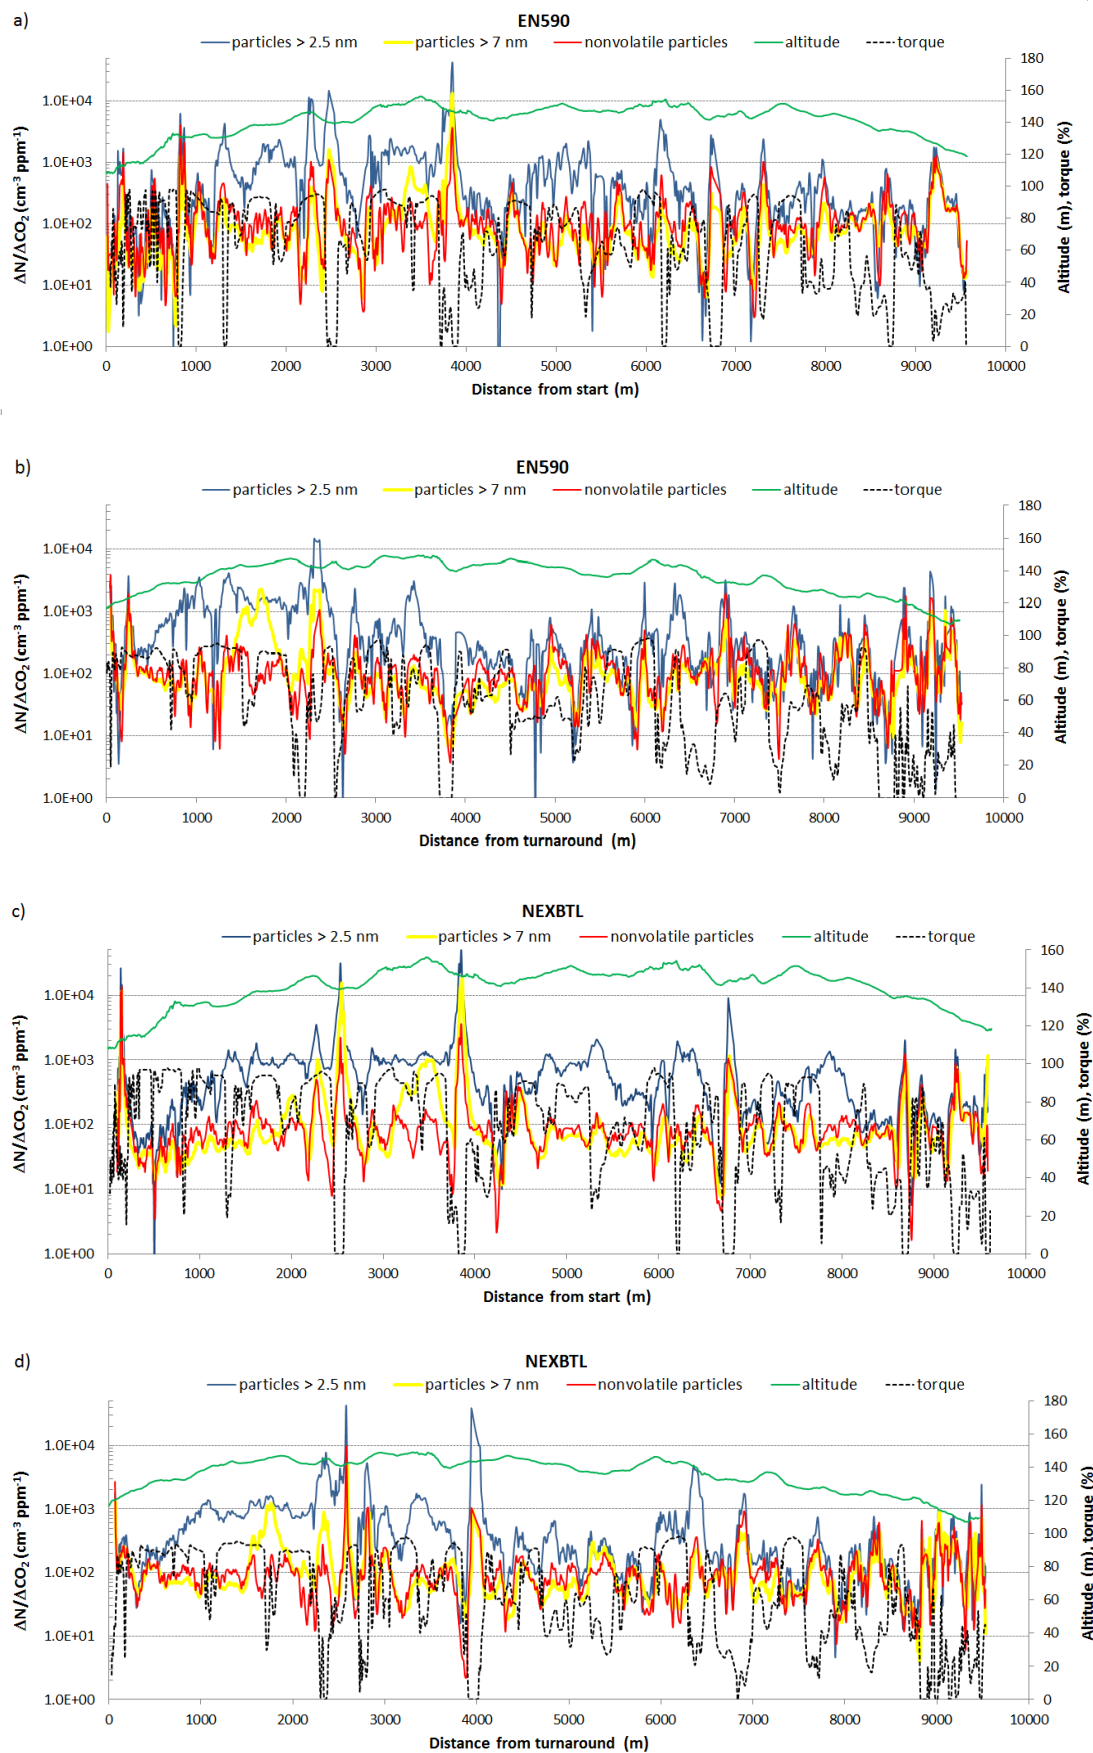 a)
EN590
particles > 2.5 nm particles > 7 nm nonvolatile particles altitude torque
ΔN/ΔCO₂ (cm⁻³ ppm⁻¹)
1.0E+04
1.0E+03
1.0E+02
1.0E+01
1.0E+00
180
160
140
120
100
80
60
40
20
0
Altitude (m), torque (%)
0 1000 2000 3000 4000 5000 6000 7000 8000 9000 10000
Distance from start (m)
b)
EN590
particles > 2.5 nm particles > 7 nm nonvolatile particles altitude torque
ΔN/ΔCO₂ (cm⁻³ ppm⁻¹)
1.0E+04
1.0E+03
1.0E+02
1.0E+01
1.0E+00
180
160
140
120
100
80
60
40
20
0
Altitude (m), torque (%)
0 1000 2000 3000 4000 5000 6000 7000 8000 9000 10000
Distance from turnaround (m)
c)
NEXBTL
particles > 2.5 nm particles > 7 nm nonvolatile particles altitude torque
ΔN/ΔCO₂ (cm⁻³ ppm⁻¹)
1.0E+04
1.0E+03
1.0E+02
1.0E+01
1.0E+00
160
140
120
100
80
60
40
20
0
Altitude (m), torque (%)
0 1000 2000 3000 4000 5000 6000 7000 8000 9000 10000
Distance from start (m)
d)
NEXBTL
particles > 2.5 nm particles > 7 nm nonvolatile particles altitude torque
ΔN/ΔCO₂ (cm⁻³ ppm⁻¹)
1.0E+04
1.0E+03
1.0E+02
1.0E+01
1.0E+00
180
160
140
120
100
80
60
40
20
0
Altitude (m), torque (%)
0 1000 2000 3000 4000 5000 6000 7000 8000 9000 10000
Distance from turnaround (m)